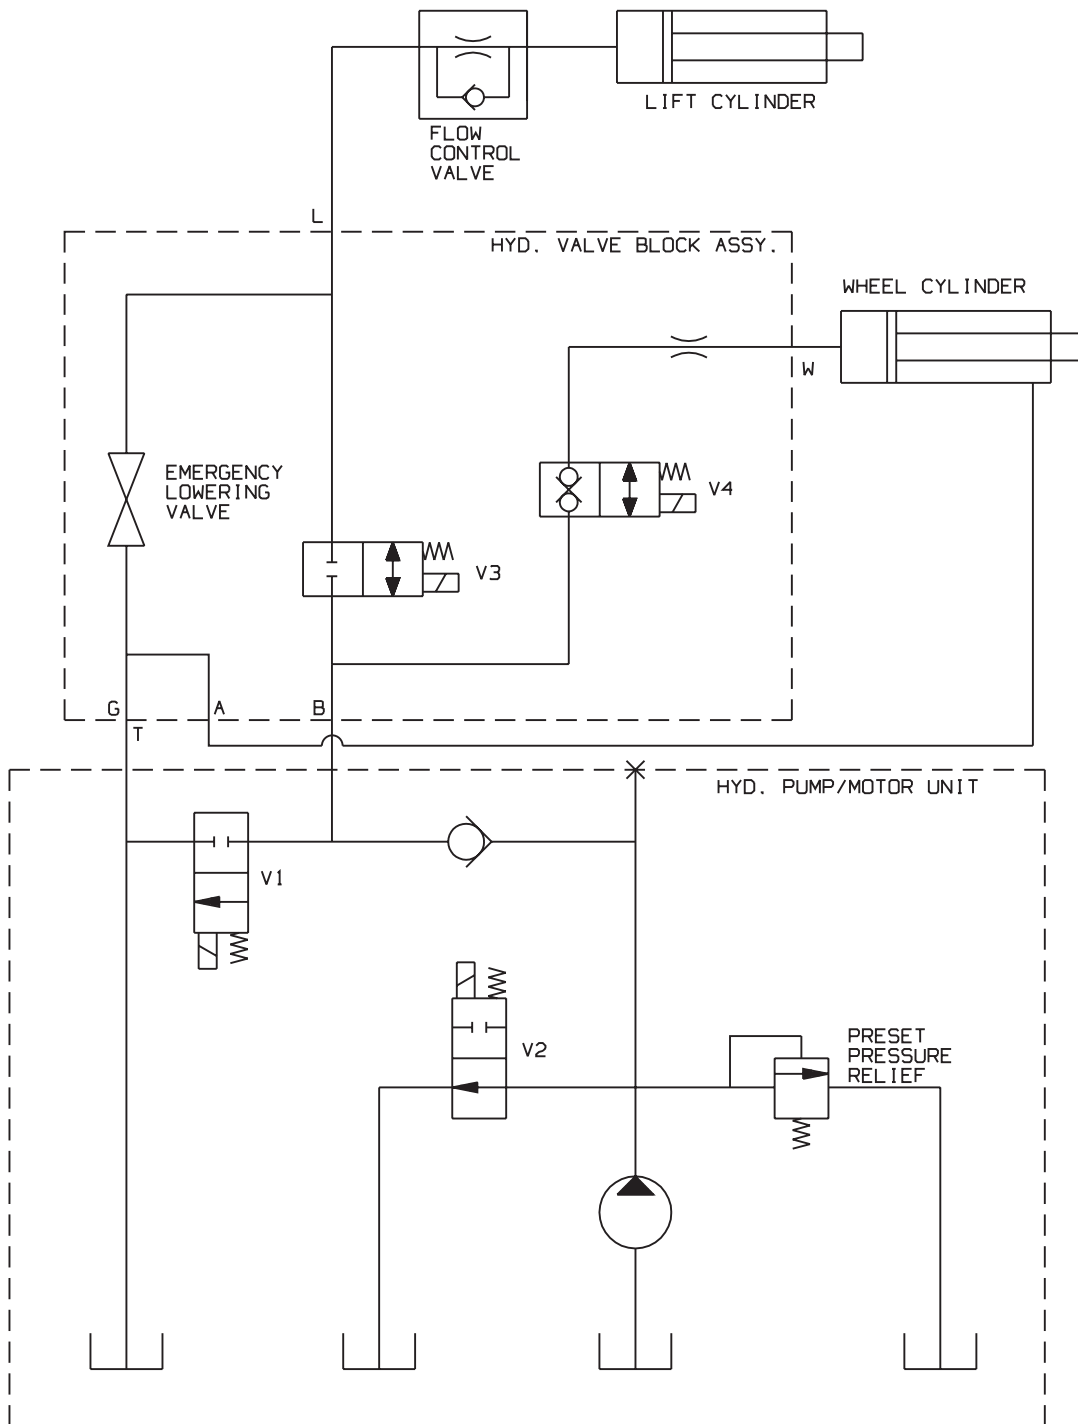 LIFT CYLINDER
FLOW
CONTROL
VALVE
L
HYD. VALVE BLOCK ASSY.
WHEEL CYLINDER
W
EMERGENCY
LOWERING
VALVE
V4
V3
G
A
B
T
HYD. PUMP/MOTOR UNIT
V1
V2
PRESET
PRESSURE
RELIEF